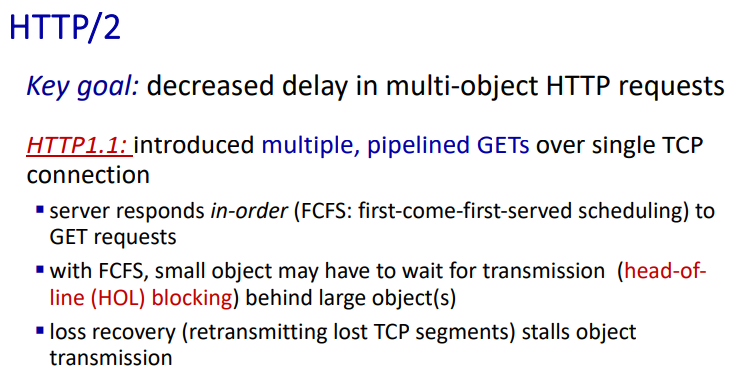 HTTP/2
Key goal: decreased delay in multi-object HTTP requests
HTTP1.1: introduced multiple, pipelined GETs over single TCP
connection
▪ server responds in-order (FCFS: first-come-first-served scheduling) to
GET requests
▪ with FCFS, small object may have to wait for transmission (head-of-
line (HOL) blocking) behind large object(s)
▪ loss recovery (retransmitting lost TCP segments) stalls object
transmission